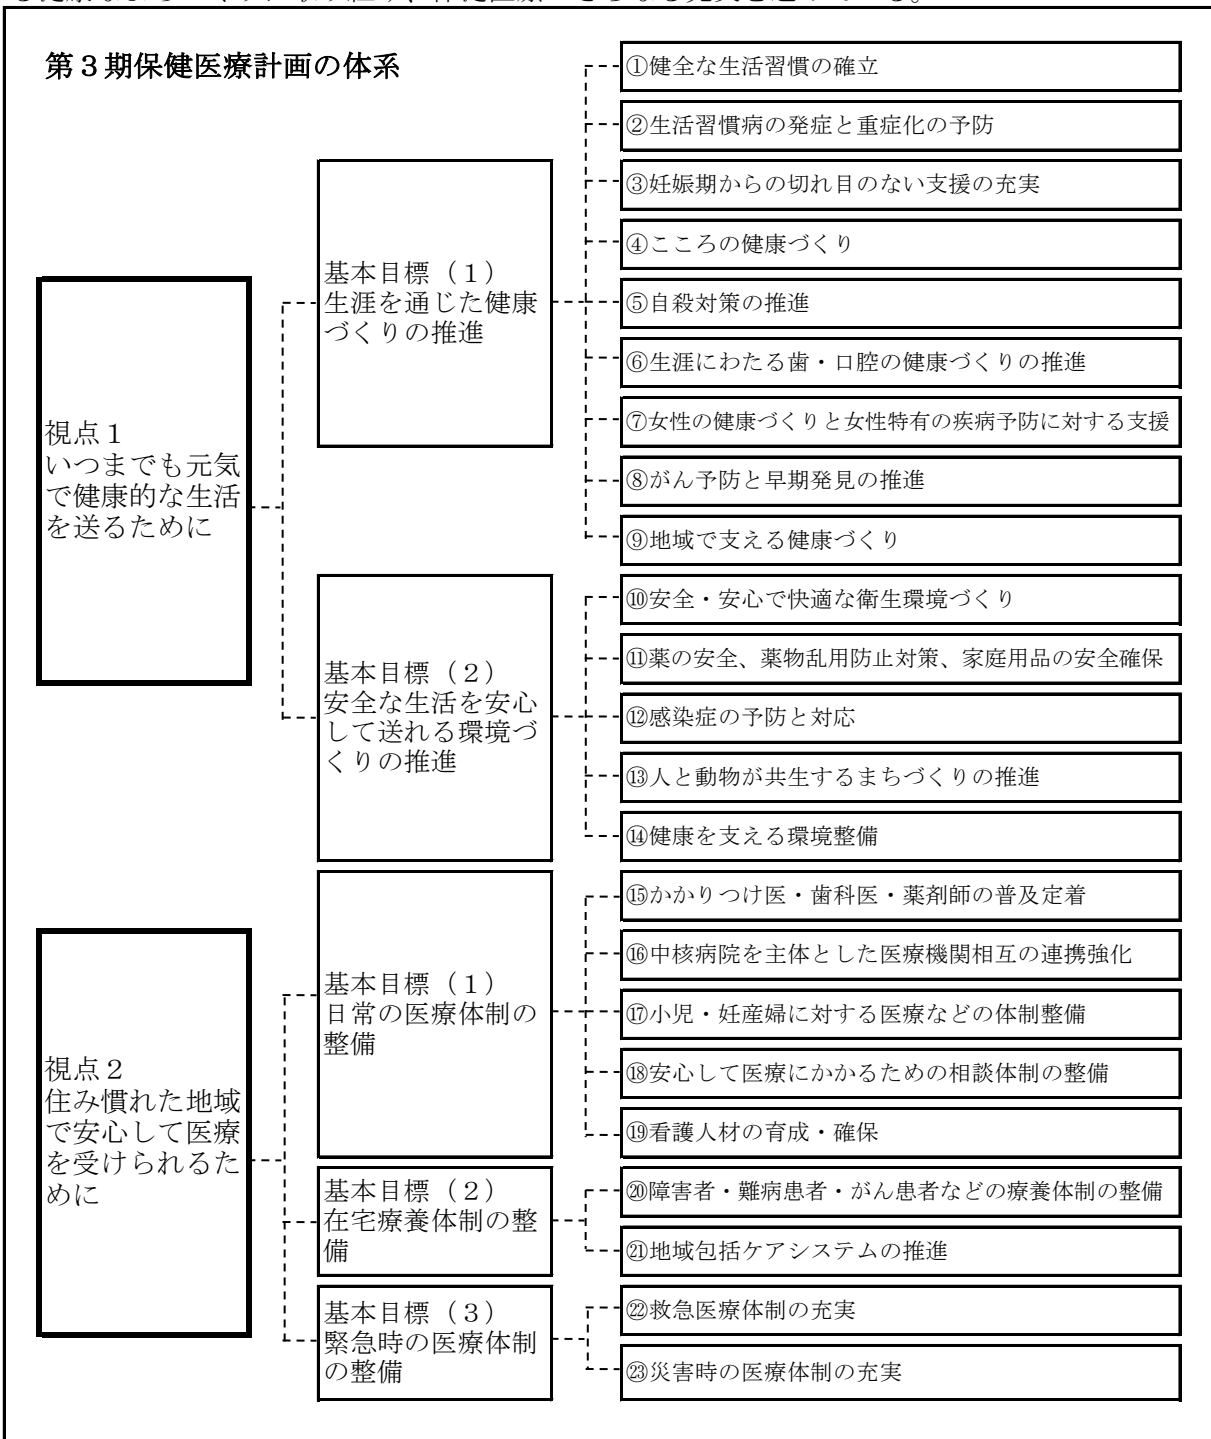 第３期保健医療計画の体系
視点１
いつまでも元気
で健康的な生活
を送るために
基本目標（１）
生涯を通じた健康
づくりの推進
①健全な生活習慣の確立
②生活習慣病の発症と重症化の予防
③妊娠期からの切れ目のない支援の充実
④こころの健康づくり
⑤自殺対策の推進
⑥生涯にわたる歯・口腔の健康づくりの推進
⑦女性の健康づくりと女性特有の疾病予防に対する支援
⑧がん予防と早期発見の推進
⑨地域で支える健康づくり
基本目標（２）
安全な生活を安心
して送れる環境づ
くりの推進
⑩安全・安心で快適な衛生環境づくり
⑪薬の安全、薬物乱用防止対策、家庭用品の安全確保
⑫感染症の予防と対応
⑬人と動物が共生するまちづくりの推進
⑭健康を支える環境整備
視点２
住み慣れた地域
で安心して医療
を受けられるた
めに
基本目標（１）
日常の医療体制の
整備
⑮かかりつけ医・歯科医・薬剤師の普及定着
⑯中核病院を主体とした医療機関相互の連携強化
⑰小児・妊産婦に対する医療などの体制整備
⑱安心して医療にかかるための相談体制の整備
⑲看護人材の育成・確保
基本目標（２）
在宅療養体制の整
備
⑳障害者・難病患者・がん患者などの療養体制の整備
㉑地域包括ケアシステムの推進
基本目標（３）
緊急時の医療体制
の整備
㉒救急医療体制の充実
㉓災害時の医療体制の充実